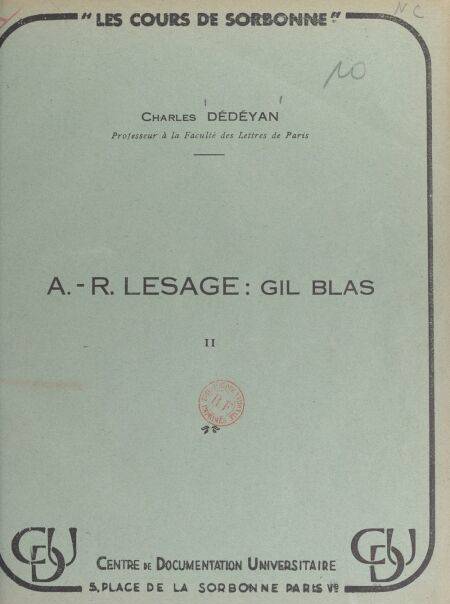 "LES COURS DE SORBONNE"
NC
10
CHARLES DÉDÉYAN
Professeur à la Faculté des Lettres de Paris
A.-R. LESAGE: GIL BLAS
II
CDU
CDU
CENTRE DE DOCUMENTATION UNIVERSITAIRE
5, PLACE DE LA SORBONNE PARIS Vᵉ